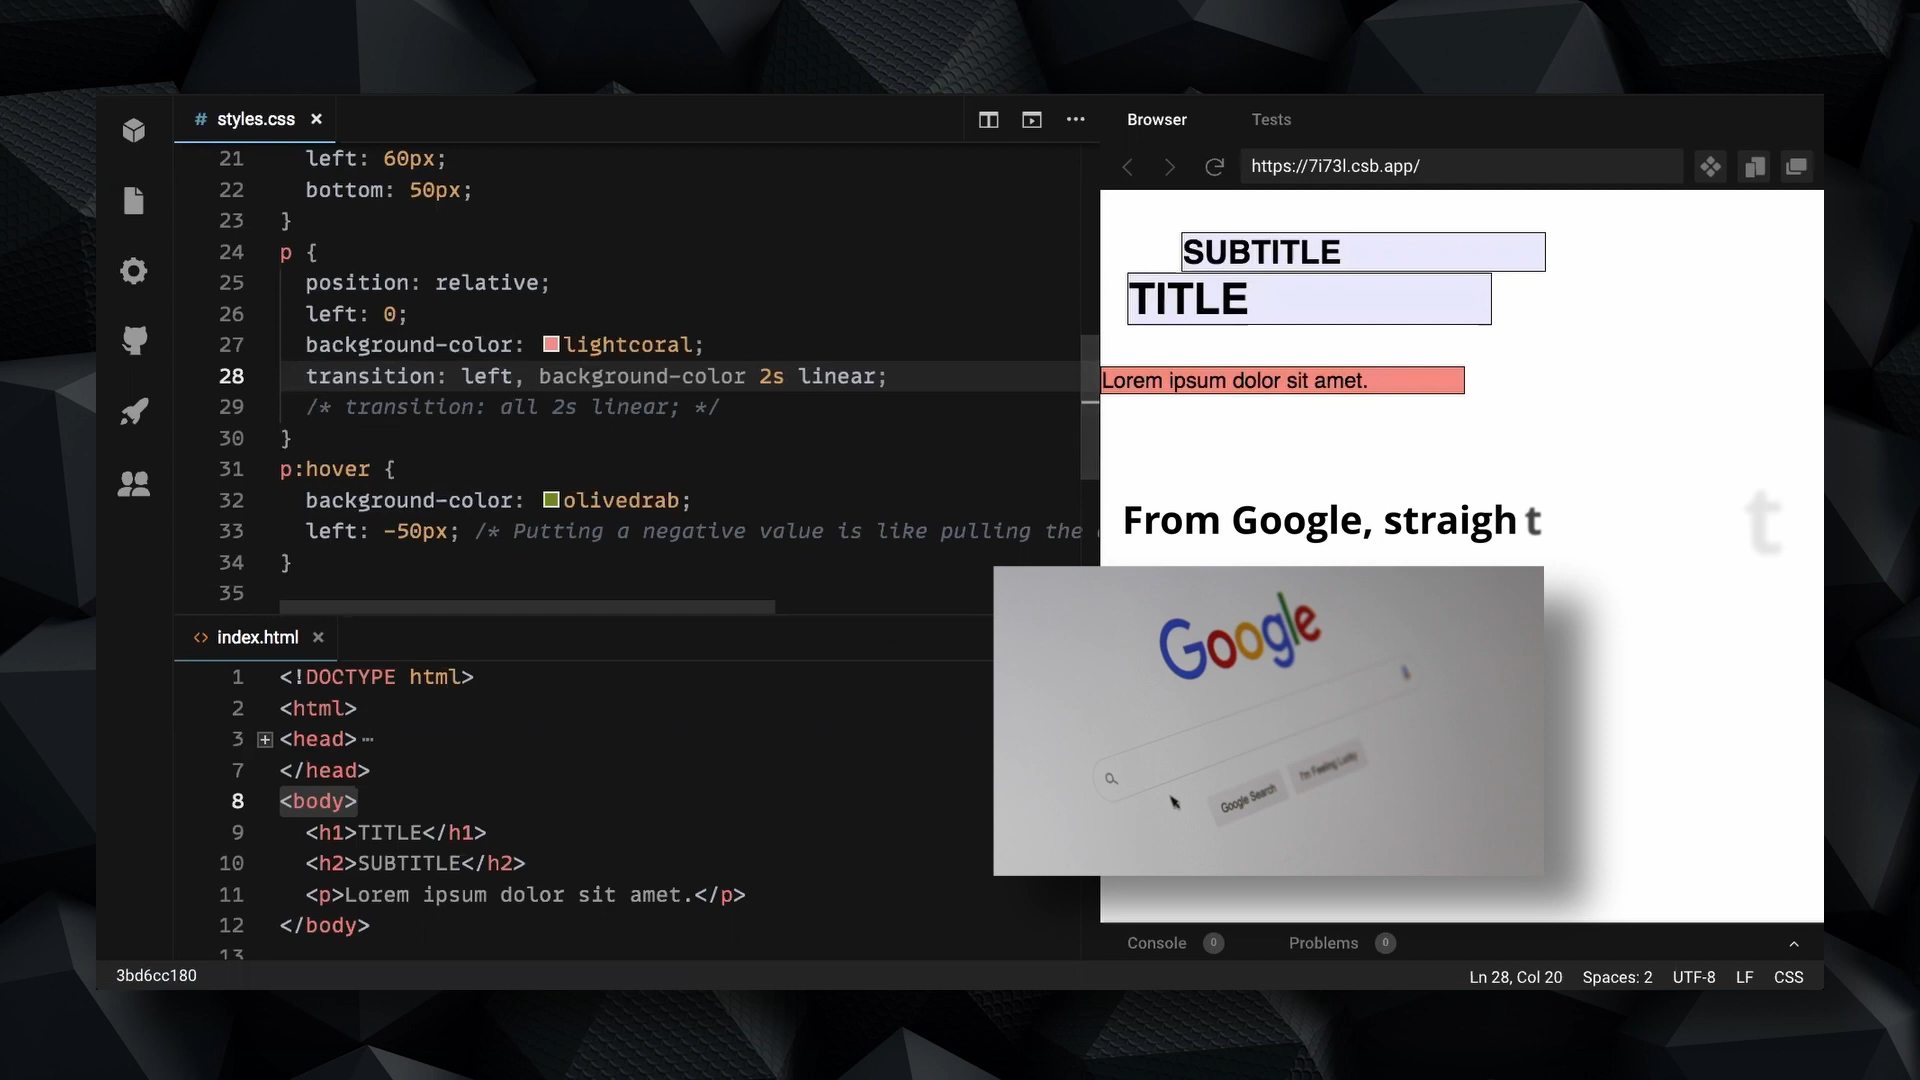 # styles.css ×
21 left: 60px;
22 bottom: 50px;
23 }
24 p {
25 position: relative;
26 left: 0;
27 background-color: lightcoral;
28 transition: left, background-color 2s linear;
29 /* transition: all 2s linear; */
30 }
31 p:hover {
32 background-color: olivedrab;
33 left: -50px; /* Putting a negative value is like pulling the
34 }
35
<> index.html ×
1 <!DOCTYPE html>
2 <html>
3 <head>
7 </head>
8 <body>
9 <h1>TITLE</h1>
10 <h2>SUBTITLE</h2>
11 <p>Lorem ipsum dolor sit amet.</p>
12 </body>
13
3bd6cc180
Browser Tests
https://7i73l.csb.app/
SUBTITLE
TITLE
Lorem ipsum dolor sit amet.
From Google, straigh t t
Google
Google Search I'm Feeling Lucky
Console 0 Problems 0
Ln 28, Col 20 Spaces: 2 UTF-8 LF CSS